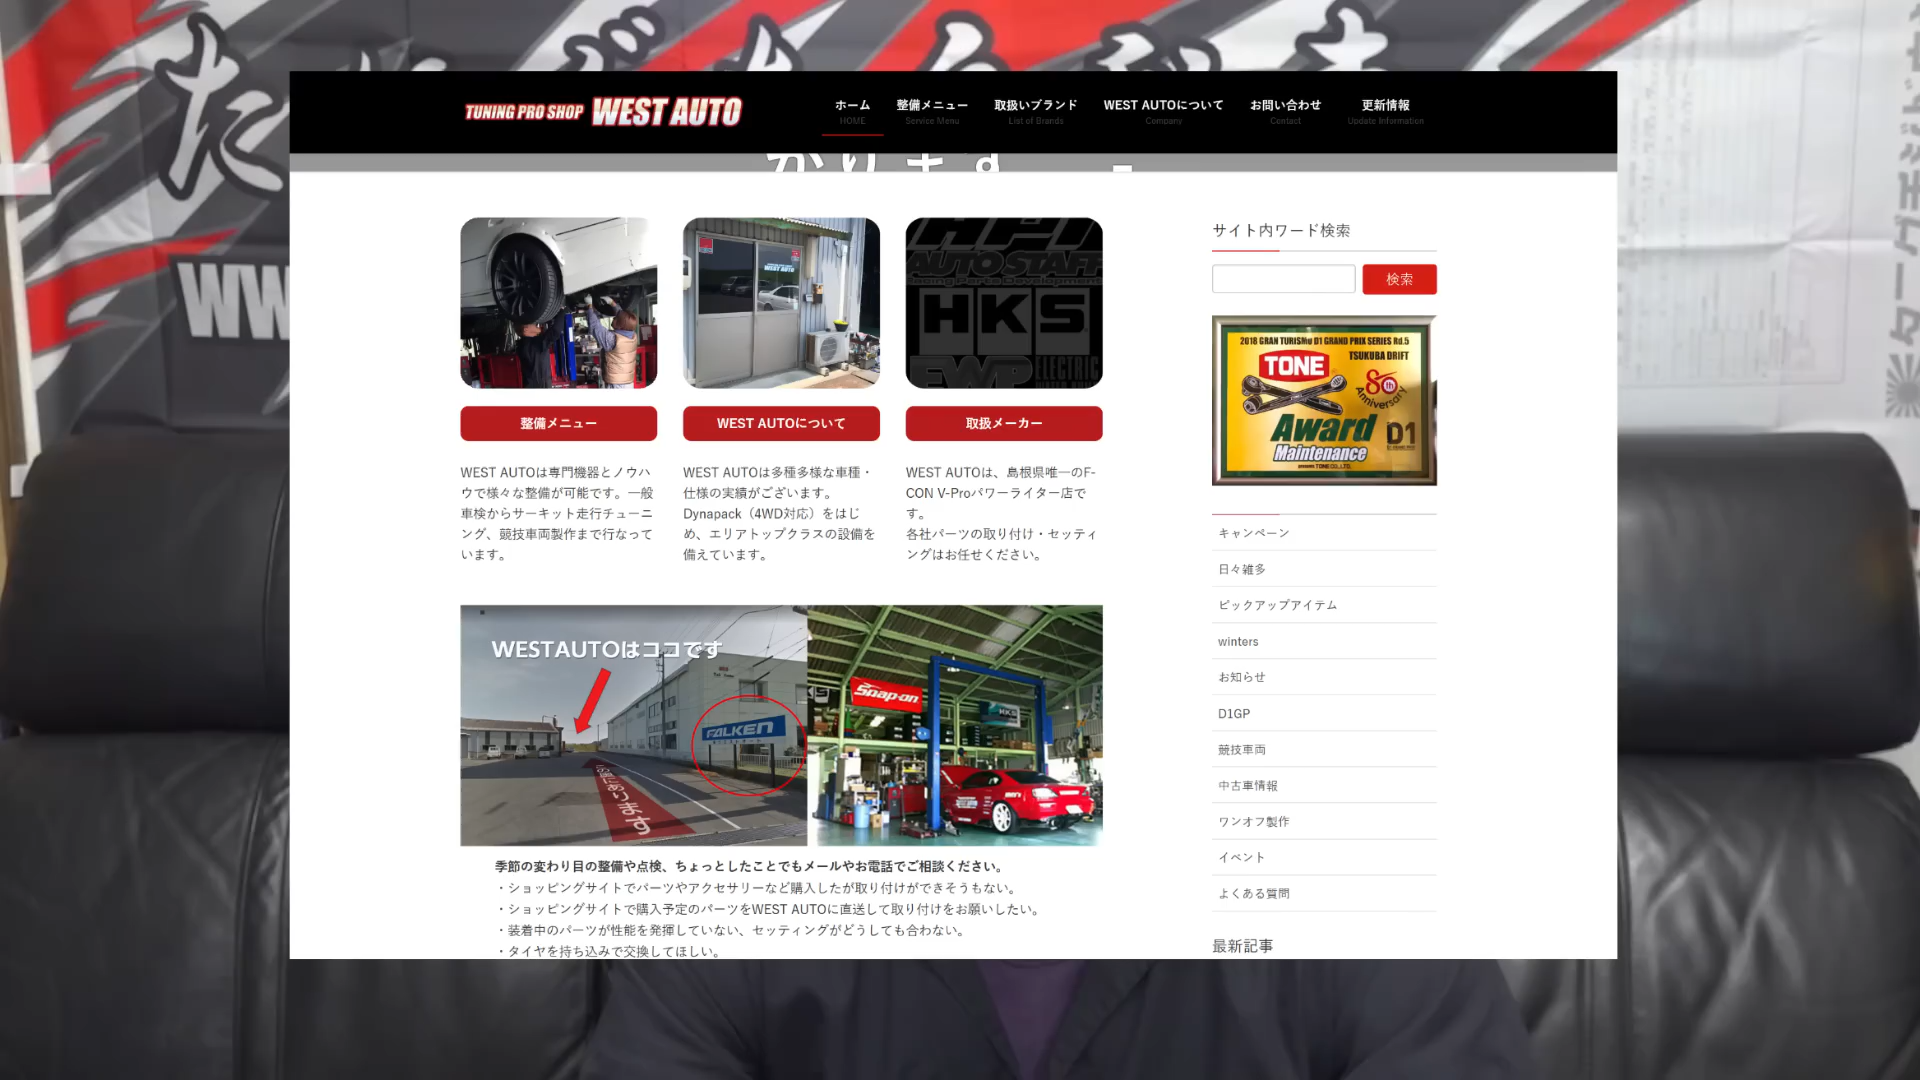 TUNING PRO SHOP WEST AUTO
ホーム
HOME
整備メニュー
Service Menu
取扱いブランド
List of Brands
WEST AUTOについて
Company
お問い合わせ
Contact
更新情報
Update Information
かります
WW
WEST AUTO
HPI
AUTO STAFF
Racing Parts Development
HKS
EWP
ELECTRIC
整備メニュー
WEST AUTOについて
取扱メーカー
WEST AUTOは専門機器とノウハ
ウで様々な整備が可能です。一般
車検からサーキット走行チューニ
ング、競技車両製作まで行なって
います。
WEST AUTOは多種多様な車種・
仕様の実績がございます。
Dynapack（4WD対応）をはじ
め、エリアトップクラスの設備を
備えています。
WEST AUTOは、島根県唯一のF-
CON V-Proパワーライター店で
す。
各社パーツの取り付け・セッティ
ングはお任せください。
WESTAUTOはココです
FALKEN
Snap-on
HKS
季節の変わり目の整備や点検、ちょっとしたことでもメールやお電話でご相談ください。
・ショッピングサイトでパーツやアクセサリーなど購入したが取り付けができそうもない。
・ショッピングサイトで購入予定のパーツをWEST AUTOに直送して取り付けをお願いしたい。
・装着中のパーツが性能を発揮していない、セッティングがどうしても合わない。
・タイヤを持ち込みで交換してほしい。
サイト内ワード検索
検索
2018 GRAN TURISMO D1 GRAND PRIX SERIES Rd.5
TSUKUBA DRIFT
TONE
80th
Anniversary
Award
Maintenance
D1
presents TONE CO.,LTD.
キャンペーン
日々雑多
ピックアップアイテム
winters
お知らせ
D1GP
競技車両
中古車情報
ワンオフ製作
イベント
よくある質問
最新記事